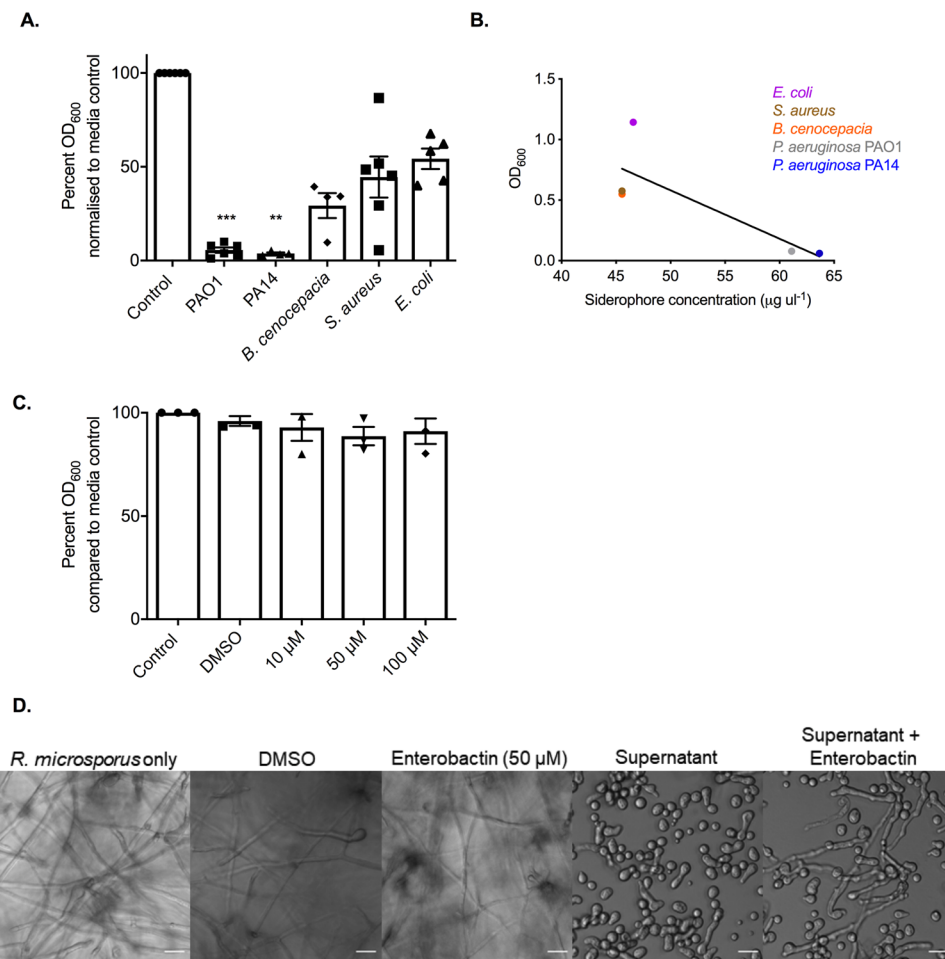 A.
Percent OD600
normalised to media control
100
50
0
***
**
Control
PAO1
PA14
B. cenocepacia
S. aureus
E. coli
B.
OD600
1.5
1.0
0.5
0.0
40
45
50
55
60
65
Siderophore concentration (μg ul-1)
E. coli
S. aureus
B. cenocepacia
P. aeruginosa PAO1
P. aeruginosa PA14
C.
Percent OD600
compared to media control
100
50
0
Control
DMSO
10 μM
50 μM
100 μM
D.
R. microsporus only
DMSO
Enterobactin (50 μM)
Supernatant
Supernatant +
Enterobactin